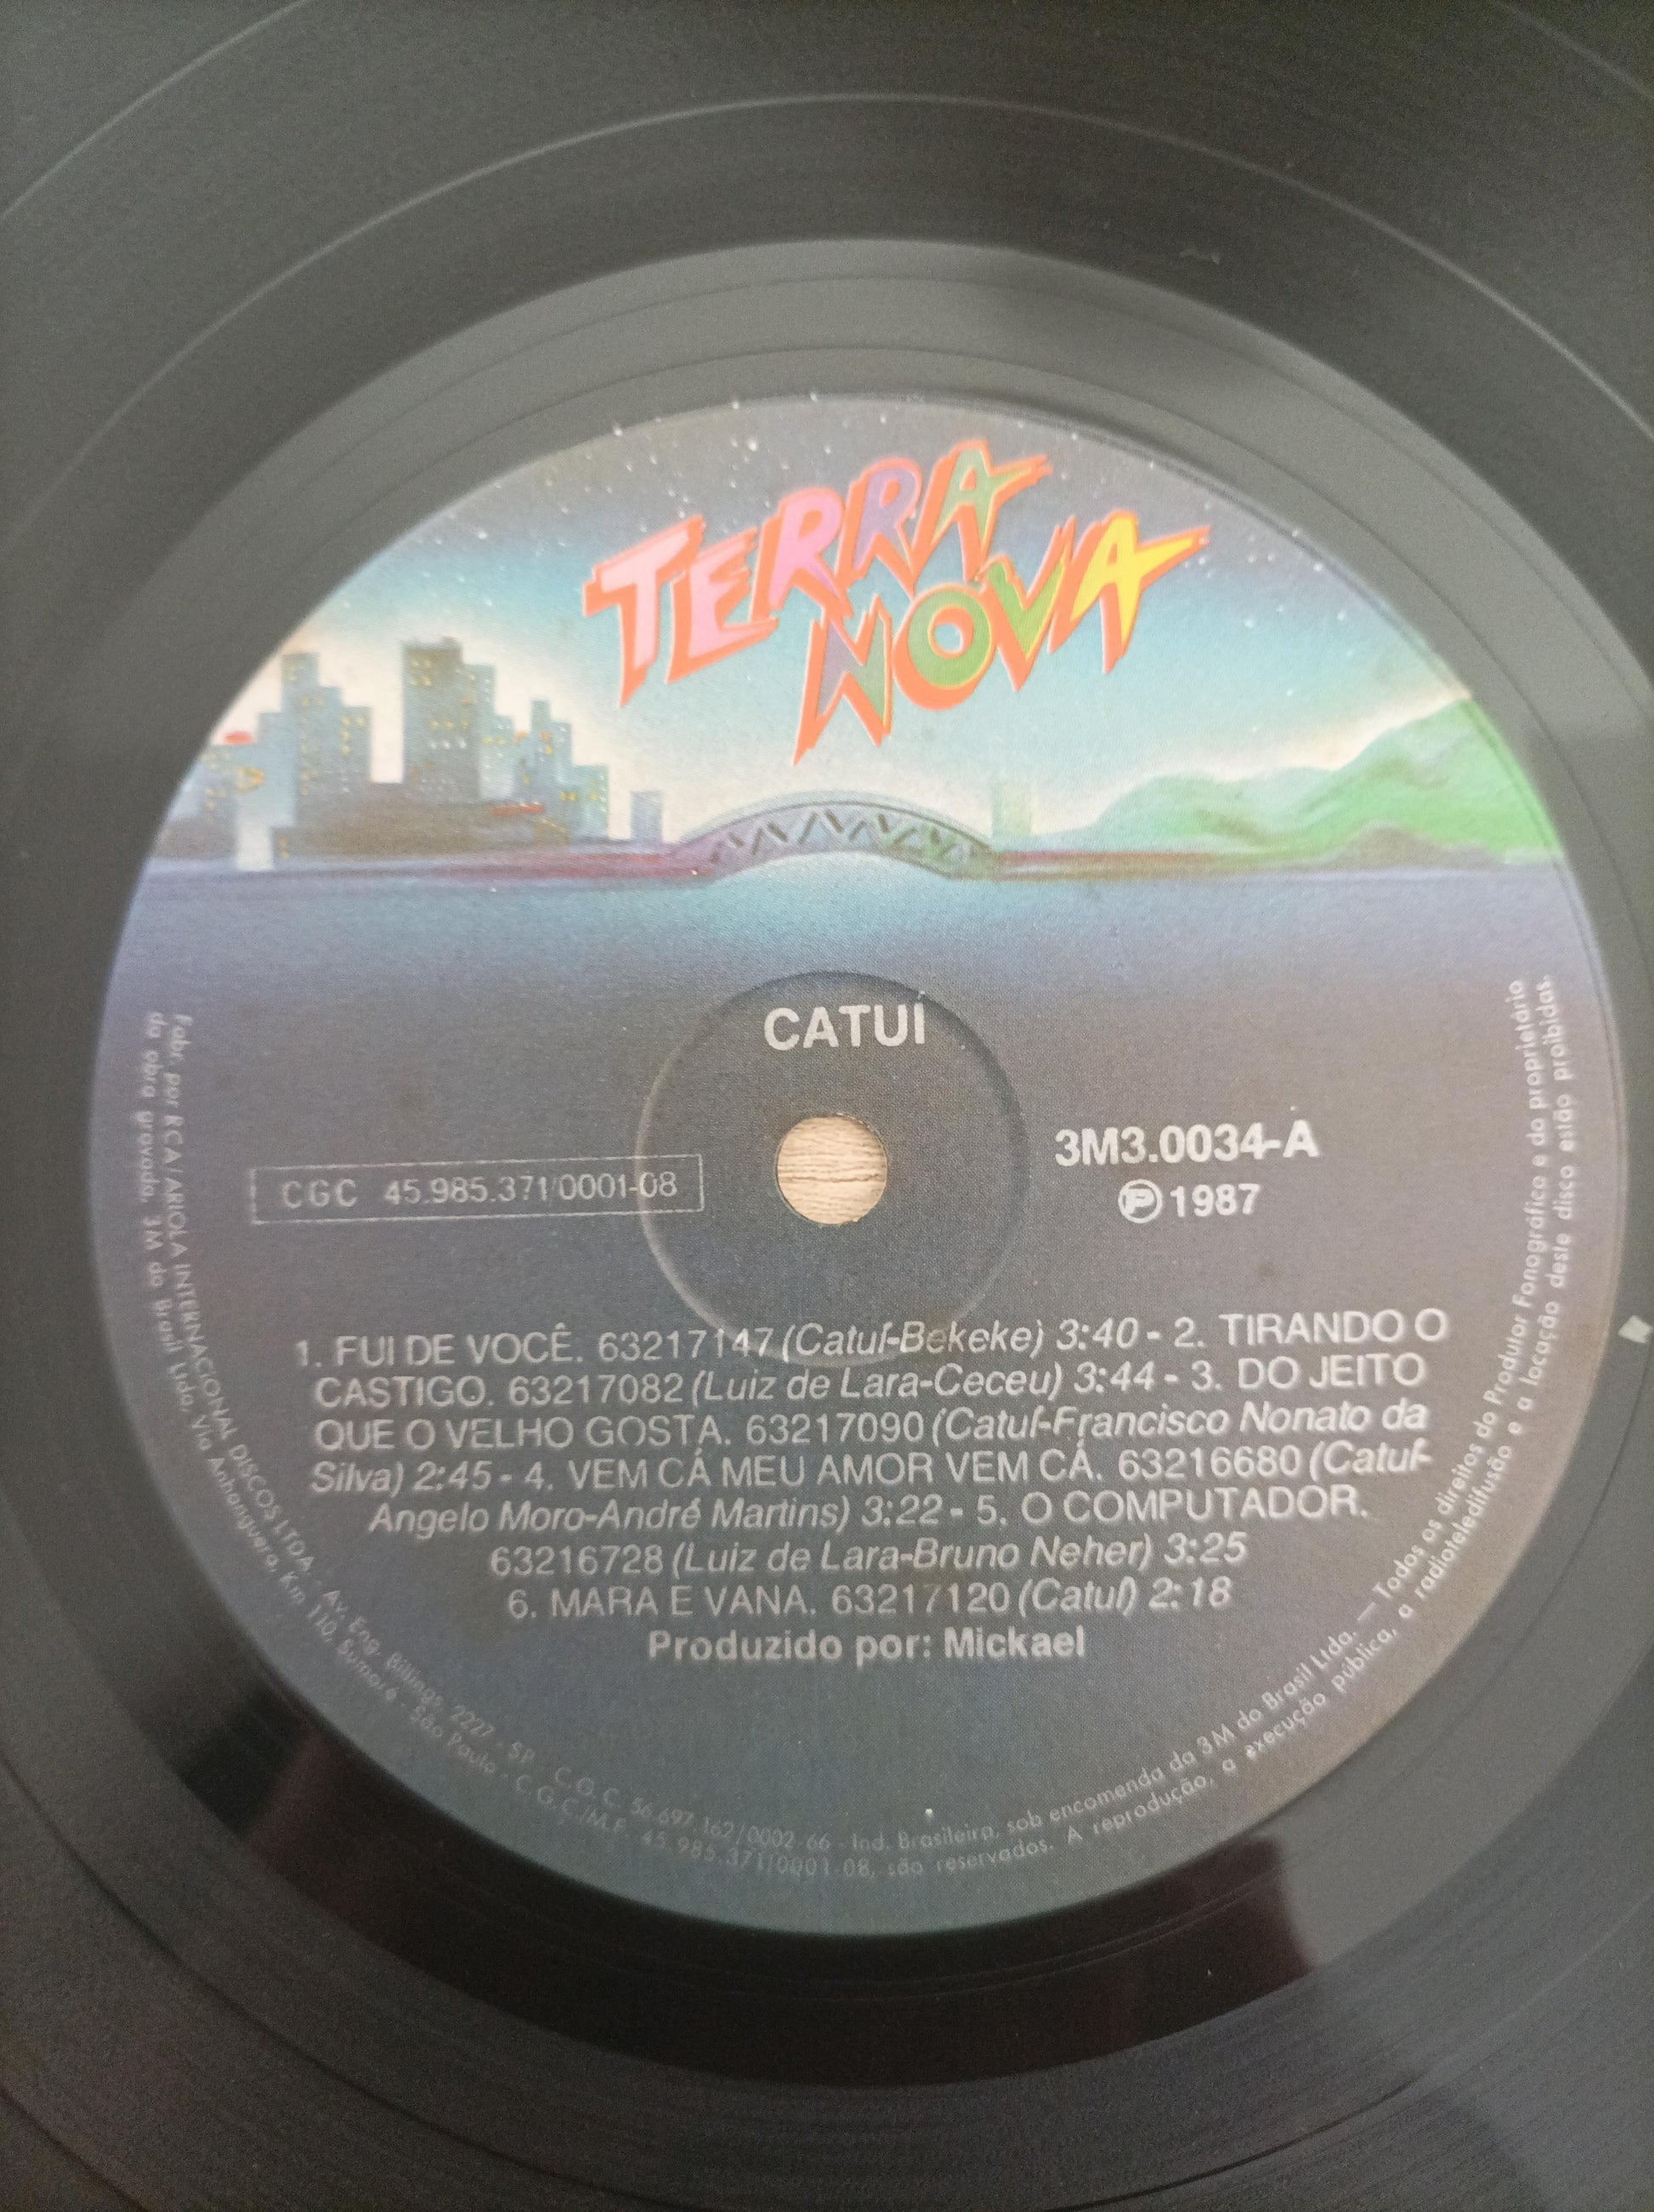 TERRA
NOVA
CATUÍ
CGC 45.985.371/0001-08
3M3.0034-A
Ⓟ 1987
1. FUI DE VOCÊ. 63217147 (Catuí-Bekeke) 3:40 - 2. TIRANDO O
CASTIGO. 63217082 (Luiz de Lara-Ceceu) 3:44 - 3. DO JEITO
QUE O VELHO GOSTA. 63217090 (Catuí-Francisco Nonato da
Silva) 2:45 - 4. VEM CÁ MEU AMOR VEM CÁ. 63216680 (Catuí-
Angelo Moro-André Martins) 3:22 - 5. O COMPUTADOR.
63216728 (Luiz de Lara-Bruno Neher) 3:25
6. MARA E VANA. 63217120 (Catuí) 2:18
Produzido por: Mickael
Fabr. por RCA/ARIOLA INTERNACIONAL DISCOS LTDA. - Av. Eng. Billings, 2227 - SP - C.G.C. 56.697.162/0002-66 - Ind. Brasileira, sob encomenda da 3M do Brasil Ltda. — Todos os direitos do Produtor Fonográfico e do proprietário
da obra gravada, 3M do Brasil Ltda, Via Anhanguera, Km 110, Sumaré - São Paulo - C.G.C./M.F. 45.985.371/0001-08, são reservados. A reprodução, a execução pública, a radioteledifusão e a locação deste disco estão proibidas.